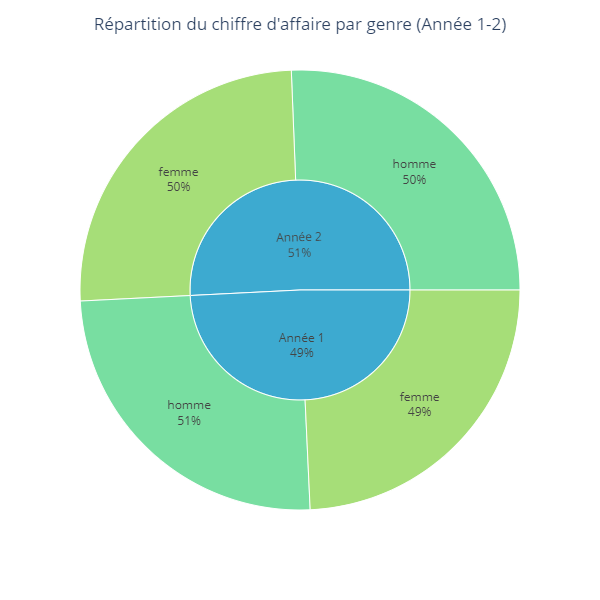 Répartition du chiffre d'affaire par genre (Année 1-2)
homme
50%
femme
50%
Année 2
51%
Année 1
49%
femme
49%
homme
51%